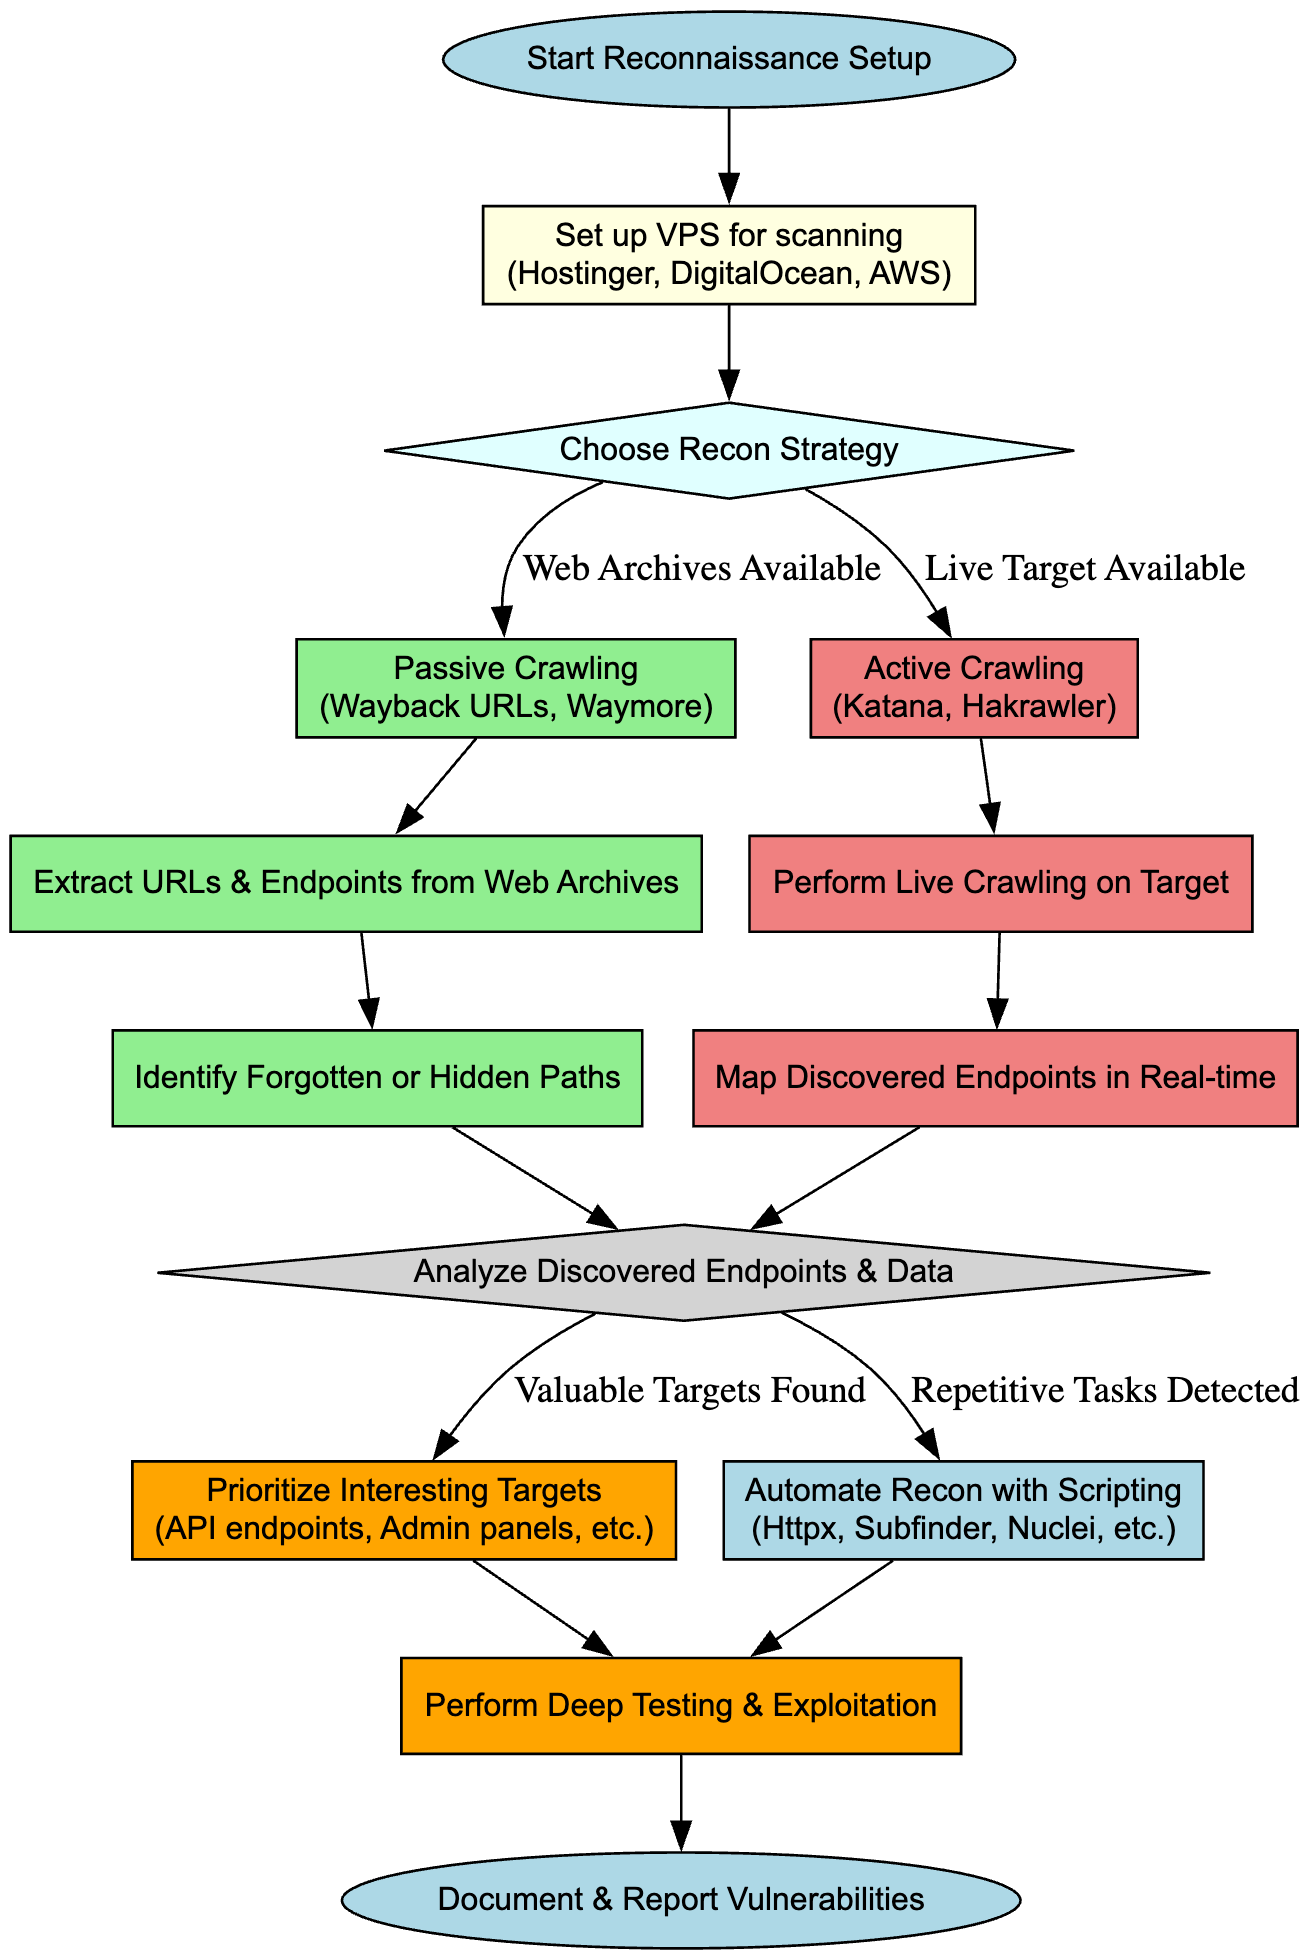 Start Reconnaissance Setup
Set up VPS for scanning
(Hostinger, DigitalOcean, AWS)
Choose Recon Strategy
Web Archives Available
Live Target Available
Passive Crawling
(Wayback URLs, Waymore)
Active Crawling
(Katana, Hakrawler)
Extract URLs & Endpoints from Web Archives
Perform Live Crawling on Target
Identify Forgotten or Hidden Paths
Map Discovered Endpoints in Real-time
Analyze Discovered Endpoints & Data
Valuable Targets Found
Repetitive Tasks Detected
Prioritize Interesting Targets
(API endpoints, Admin panels, etc.)
Automate Recon with Scripting
(Httpx, Subfinder, Nuclei, etc.)
Perform Deep Testing & Exploitation
Document & Report Vulnerabilities